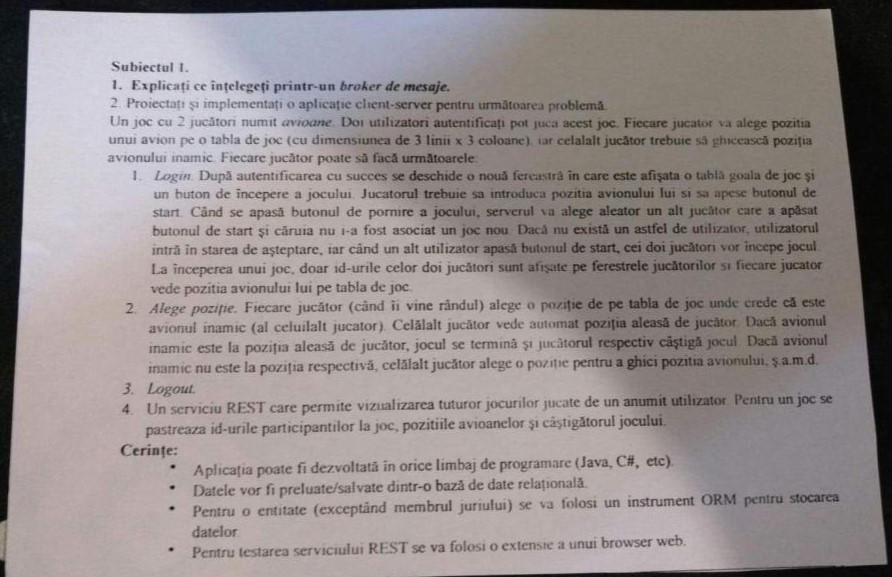 Subiectul 1.
1. Explicați ce înțelegeți printr-un broker de mesaje.
2. Proiectați și implementați o aplicație client-server pentru următoarea problemă.
Un joc cu 2 jucători numit avioane. Doi utilizatori autentificați pot juca acest joc. Fiecare jucator va alege pozitia
unui avion pe o tabla de joc (cu dimensiunea de 3 linii x 3 coloane), iar celalalt jucător trebuie să ghicească poziția
avionului inamic. Fiecare jucător poate să facă următoarele:
1. Login. După autentificarea cu succes se deschide o nouă fereastră în care este afișata o tablă goala de joc și
un buton de începere a jocului. Jucatorul trebuie sa introduca pozitia avionului lui si sa apese butonul de
start. Când se apasă butonul de pornire a jocului, serverul va alege aleator un alt jucător care a apăsat
butonul de start și căruia nu i-a fost asociat un joc nou. Dacă nu există un astfel de utilizator, utilizatorul
intră în starea de așteptare, iar când un alt utilizator apasă butonul de start, cei doi jucători vor începe jocul.
La începerea unui joc, doar id-urile celor doi jucători sunt afișate pe ferestrele jucătorilor si fiecare jucator
vede pozitia avionului lui pe tabla de joc.
2. Alege poziție. Fiecare jucător (când îi vine rândul) alege o poziție de pe tabla de joc unde crede că este
avionul inamic (al celuilalt jucator). Celălalt jucător vede automat poziția aleasă de jucător. Dacă avionul
inamic este la poziția aleasă de jucător, jocul se termină și jucătorul respectiv câștigă jocul. Dacă avionul
inamic nu este la poziția respectivă, celălalt jucător alege o poziție pentru a ghici pozitia avionului, ș.a.m.d.
3. Logout.
4. Un serviciu REST care permite vizualizarea tuturor jocurilor jucate de un anumit utilizator. Pentru un joc se
pastreaza id-urile participantilor la joc, pozitiile avioanelor și câștigătorul jocului.
Cerințe:
• Aplicația poate fi dezvoltată în orice limbaj de programare (Java, C#, etc).
• Datele vor fi preluate/salvate dintr-o bază de date relațională.
• Pentru o entitate (exceptând membrul juriului) se va folosi un instrument ORM pentru stocarea
datelor.
• Pentru testarea serviciului REST se va folosi o extensie a unui browser web.